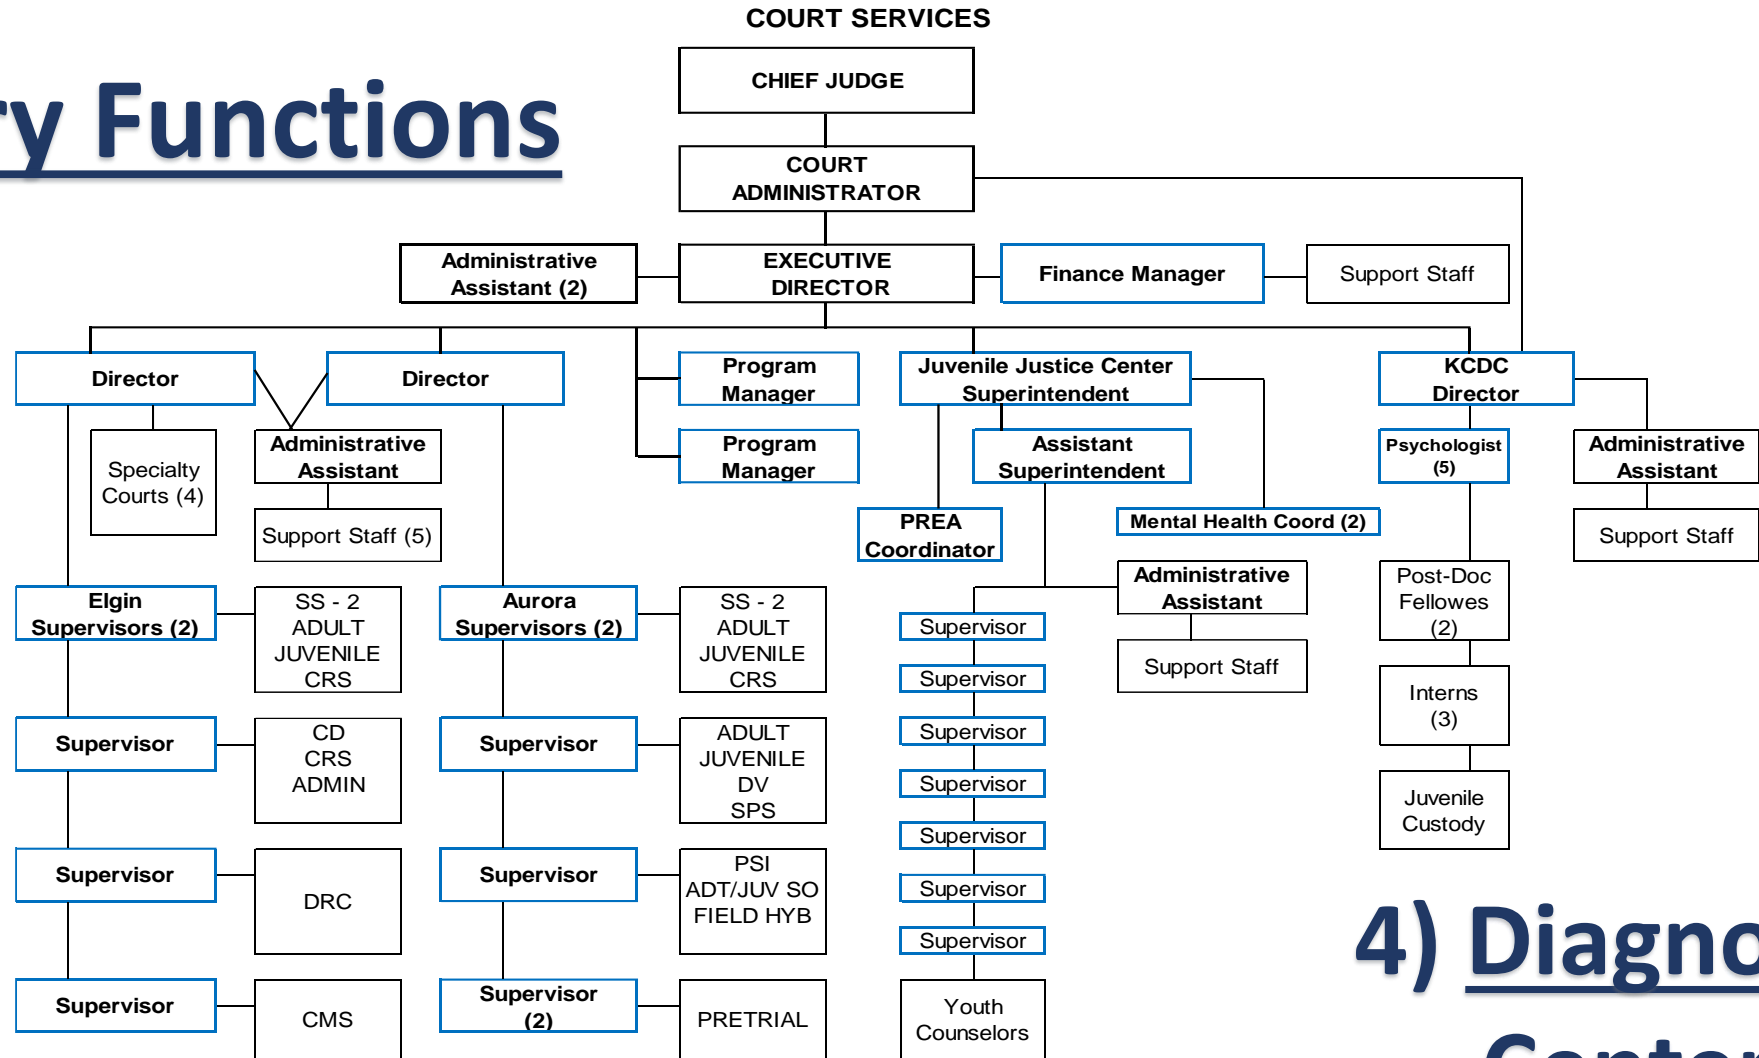 COURT SERVICES
ry Functions
CHIEF JUDGE
COURT
ADMINISTRATOR
Administrative
Assistant (2)
EXECUTIVE
DIRECTOR
Finance Manager
Support Staff
Director
Director
Program
Manager
Juvenile Justice Center
Superintendent
KCDC
Director
Specialty
Courts (4)
Administrative
Assistant
Support Staff (5)
Program
Manager
Assistant
Superintendent
Psychologist
(5)
Administrative
Assistant
PREA
Coordinator
Mental Health Coord (2)
Support Staff
Elgin
Supervisors (2)
SS - 2
ADULT
JUVENILE
CRS
Aurora
Supervisors (2)
SS - 2
ADULT
JUVENILE
CRS
Administrative
Assistant
Support Staff
Post-Doc
Fellowes
(2)
Interns
(3)
Juvenile
Custody
Supervisor
CD
CRS
ADMIN
Supervisor
ADULT
JUVENILE
DV
SPS
Supervisor
DRC
Supervisor
PSI
ADT/JUV SO
FIELD HYB
Supervisor
CMS
Supervisor
(2)
PRETRIAL
Supervisor
Supervisor
Supervisor
Supervisor
Supervisor
Supervisor
Supervisor
Youth
Counselors
4) Diagno